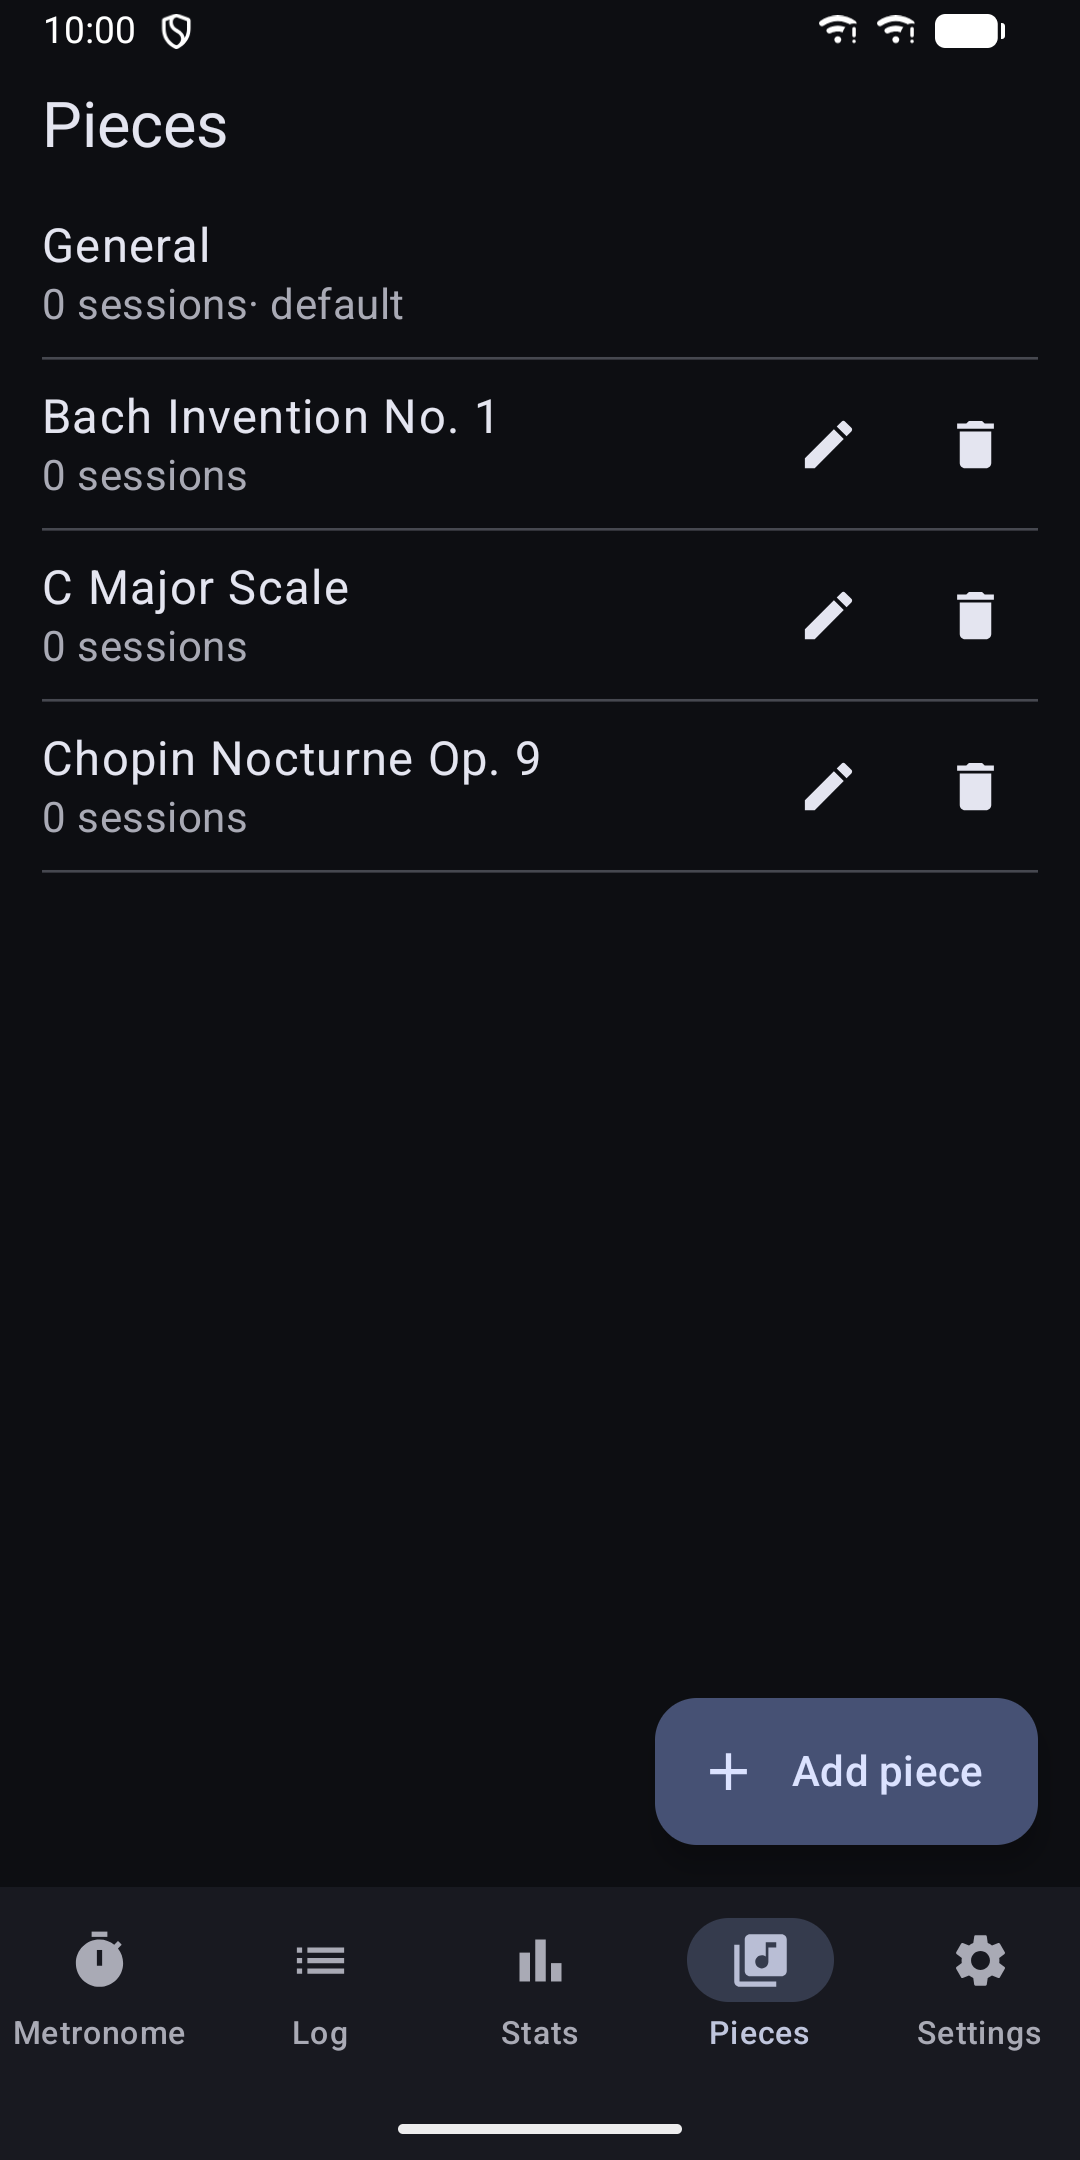 10:00
Pieces
General
0 sessions· default
Bach Invention No. 1
0 sessions
C Major Scale
0 sessions
Chopin Nocturne Op. 9
0 sessions
Add piece
Metronome
Log
Stats
Pieces
Settings